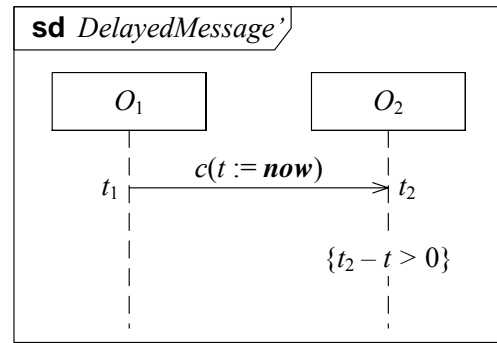 sd DelayedMessage’
O₁ O₂
c(t := now)
t₁ t₂
{t₂ – t > 0}